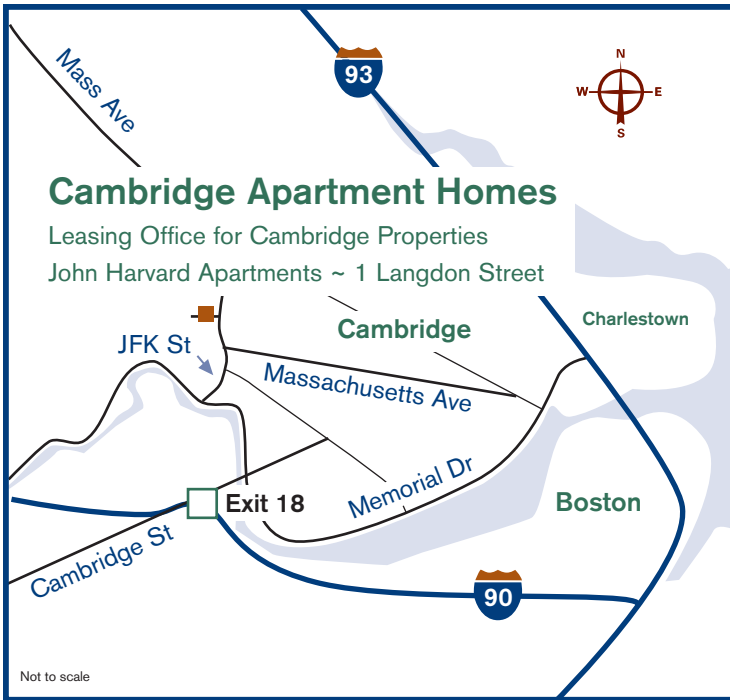 Mass Ave
93
N
W E
S
Cambridge Apartment Homes
Leasing Office for Cambridge Properties
John Harvard Apartments ~ 1 Langdon Street
Charlestown
Cambridge
JFK St
Massachusetts Ave
Memorial Dr
Exit 18
Boston
Cambridge St
90
Not to scale